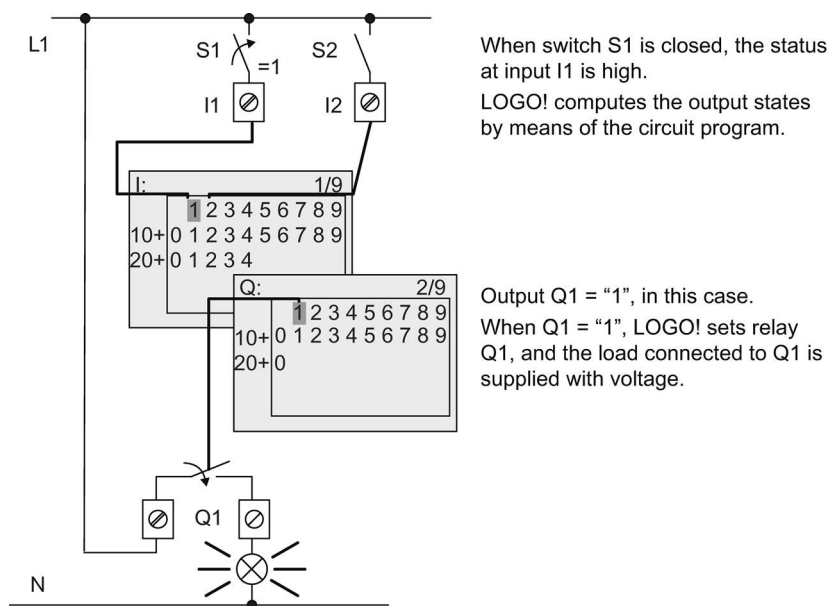 L1
S1
=1
S2
When switch S1 is closed, the status
at input I1 is high.
LOGO! computes the output states
by means of the circuit program.
I1
I2
I: 1/9
1 2 3 4 5 6 7 8 9
10+ 0 1 2 3 4 5 6 7 8 9
20+ 0 1 2 3 4
Q: 2/9
1 2 3 4 5 6 7 8 9
10+ 0 1 2 3 4 5 6 7 8 9
20+ 0
Output Q1 = “1”, in this case.
When Q1 = “1”, LOGO! sets relay
Q1, and the load connected to Q1 is
supplied with voltage.
Q1
N